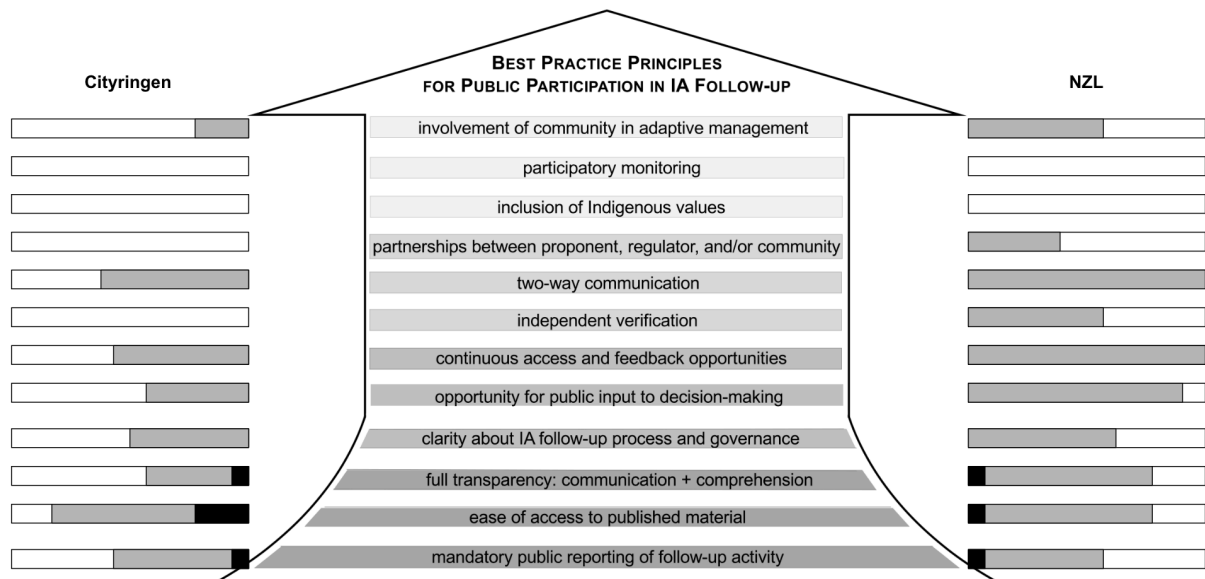 BEST PRACTICE PRINCIPLES
FOR PUBLIC PARTICIPATION IN IA FOLLOW-UP
Cityringen
NZL
involvement of community in adaptive management
participatory monitoring
inclusion of Indigenous values
partnerships between proponent, regulator, and/or community
two-way communication
independent verification
continuous access and feedback opportunities
opportunity for public input to decision-making
clarity about IA follow-up process and governance
full transparency: communication + comprehension
ease of access to published material
mandatory public reporting of follow-up activity